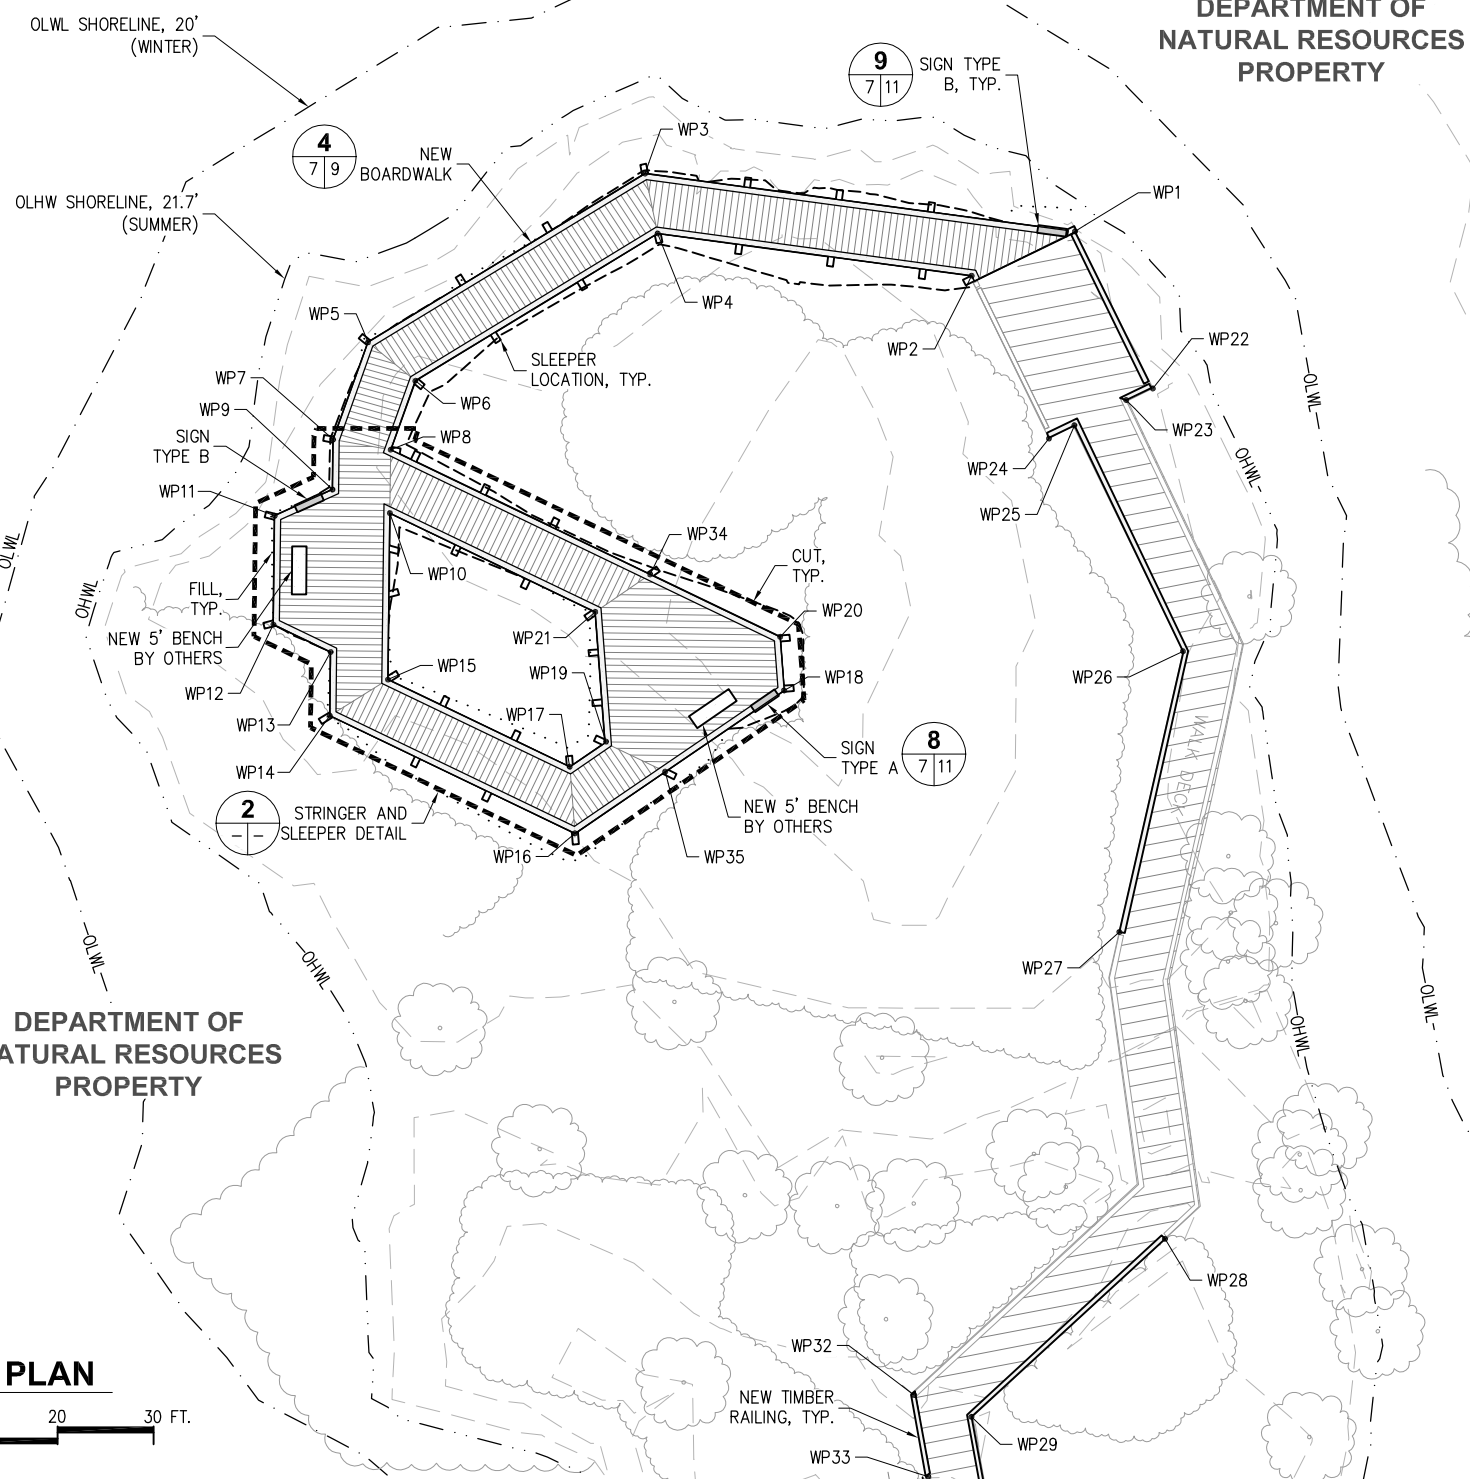 OLWL SHORELINE, 20'
(WINTER)
DEPARTMENT OF
NATURAL RESOURCES
PROPERTY
9
7 11
SIGN TYPE
B, TYP.
4
7 9
NEW
BOARDWALK
WP3
WP1
OLHW SHORELINE, 21.7'
(SUMMER)
WP5
WP4
WP2
WP22
SLEEPER
LOCATION, TYP.
WP7
WP6
WP9
WP8
WP23
SIGN
TYPE B
WP24
WP11
WP25
OLWL
OHWL
OLWL
OHWL
WP34
CUT,
TYP.
WP10
FILL,
TYP.
WP20
NEW 5' BENCH
BY OTHERS
WP21
WP15
WP19
WP18
WP26
WP12
WP17
WP13
SIGN
TYPE A
8
7 11
WALK DECK
WP14
2
- -
STRINGER AND
SLEEPER DETAIL
NEW 5' BENCH
BY OTHERS
WP16
WP35
OLWL
OHWL
WP27
OLWL
OHWL
DEPARTMENT OF
ATURAL RESOURCES
PROPERTY
WP28
WP32
PLAN
NEW TIMBER
RAILING, TYP.
20 30 FT.
WP29
WP33